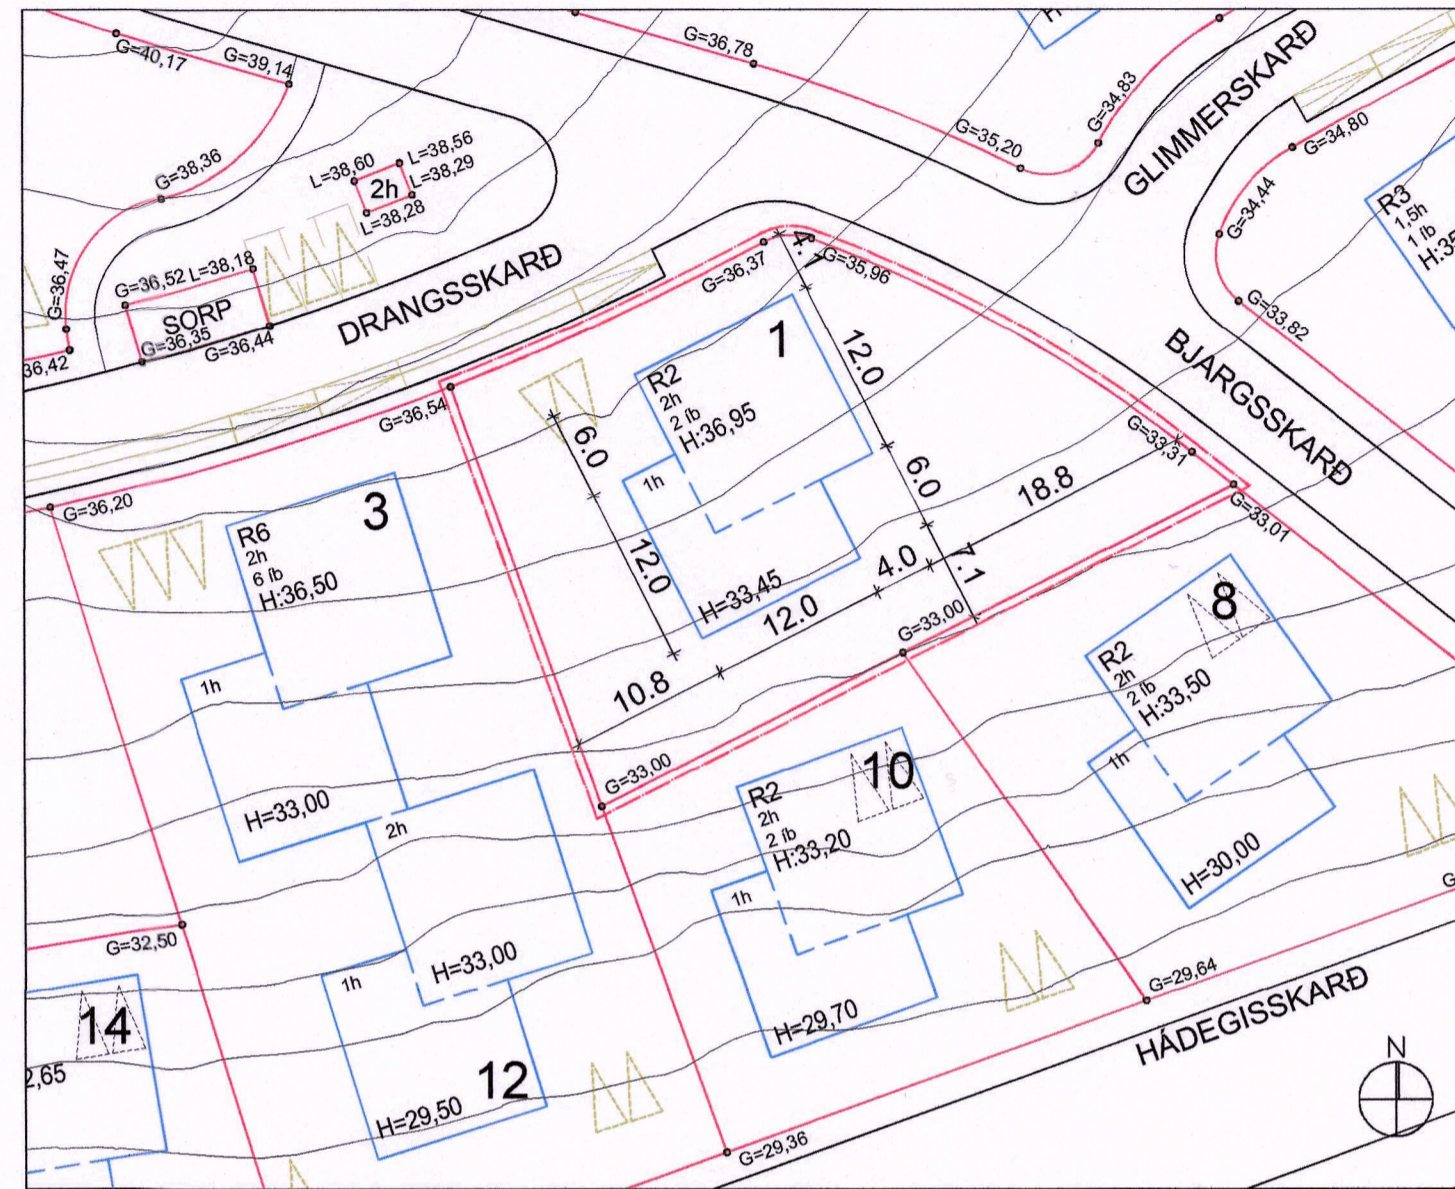 G=40,17
G=39,14
G=36,78
GLIMMERSKARÐ
G=34,83
G=35,20
G=34,80
G=38,36
L=38,60
L=38,56
L=38,29
2h
L=38,28
G=34,44
R3
1,5h
1 íb
G=36,47
G=36,52
L=38,18
SORP
G=36,35
G=36,44
36,42
DRANGSSKARÐ
G=36,37
4.7
G=35,96
G=33,82
BJARGSSKARÐ
1
12.0
R2
2h
2 íb
H:36,95
G=36,54
6.0
1h
6.0
G=33,31
18.8
G=33,01
G=36,20
3
R6
2h
6 íb
H:36,50
12.0
H=33,45
12.0
4.0
7.1
G=33,00
10.8
8
R2
2h
2 íb
H:33,50
1h
1h
H=33,00
G=33,00
10
R2
2h
2 íb
H:33,20
2h
1h
H=30,00
G=32,50
H=33,00
1h
14
2,65
12
H=29,50
H=29,70
G=29,64
HÁDEGISSKARÐ
G=29,36
N